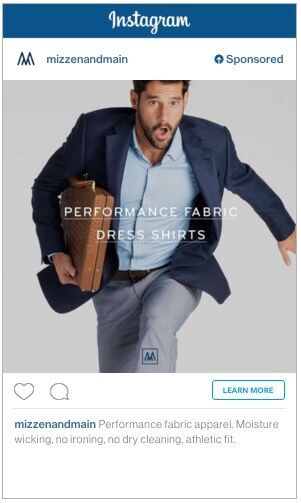 Instagram
mizzenandmain
Sponsored
PERFORMANCE FABRIC
DRESS SHIRTS
LEARN MORE
mizzenandmain Performance fabric apparel. Moisture
wicking, no ironing, no dry cleaning, athletic fit.